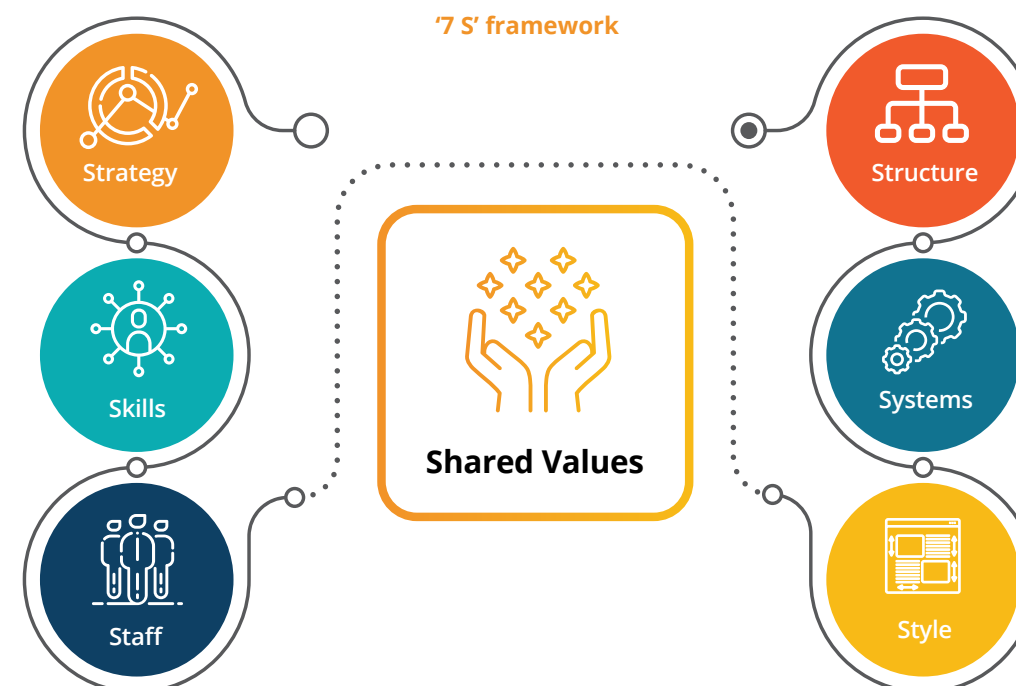 ‘7 S’ framework
Strategy
Structure
Skills
Systems
Shared Values
Staff
Style